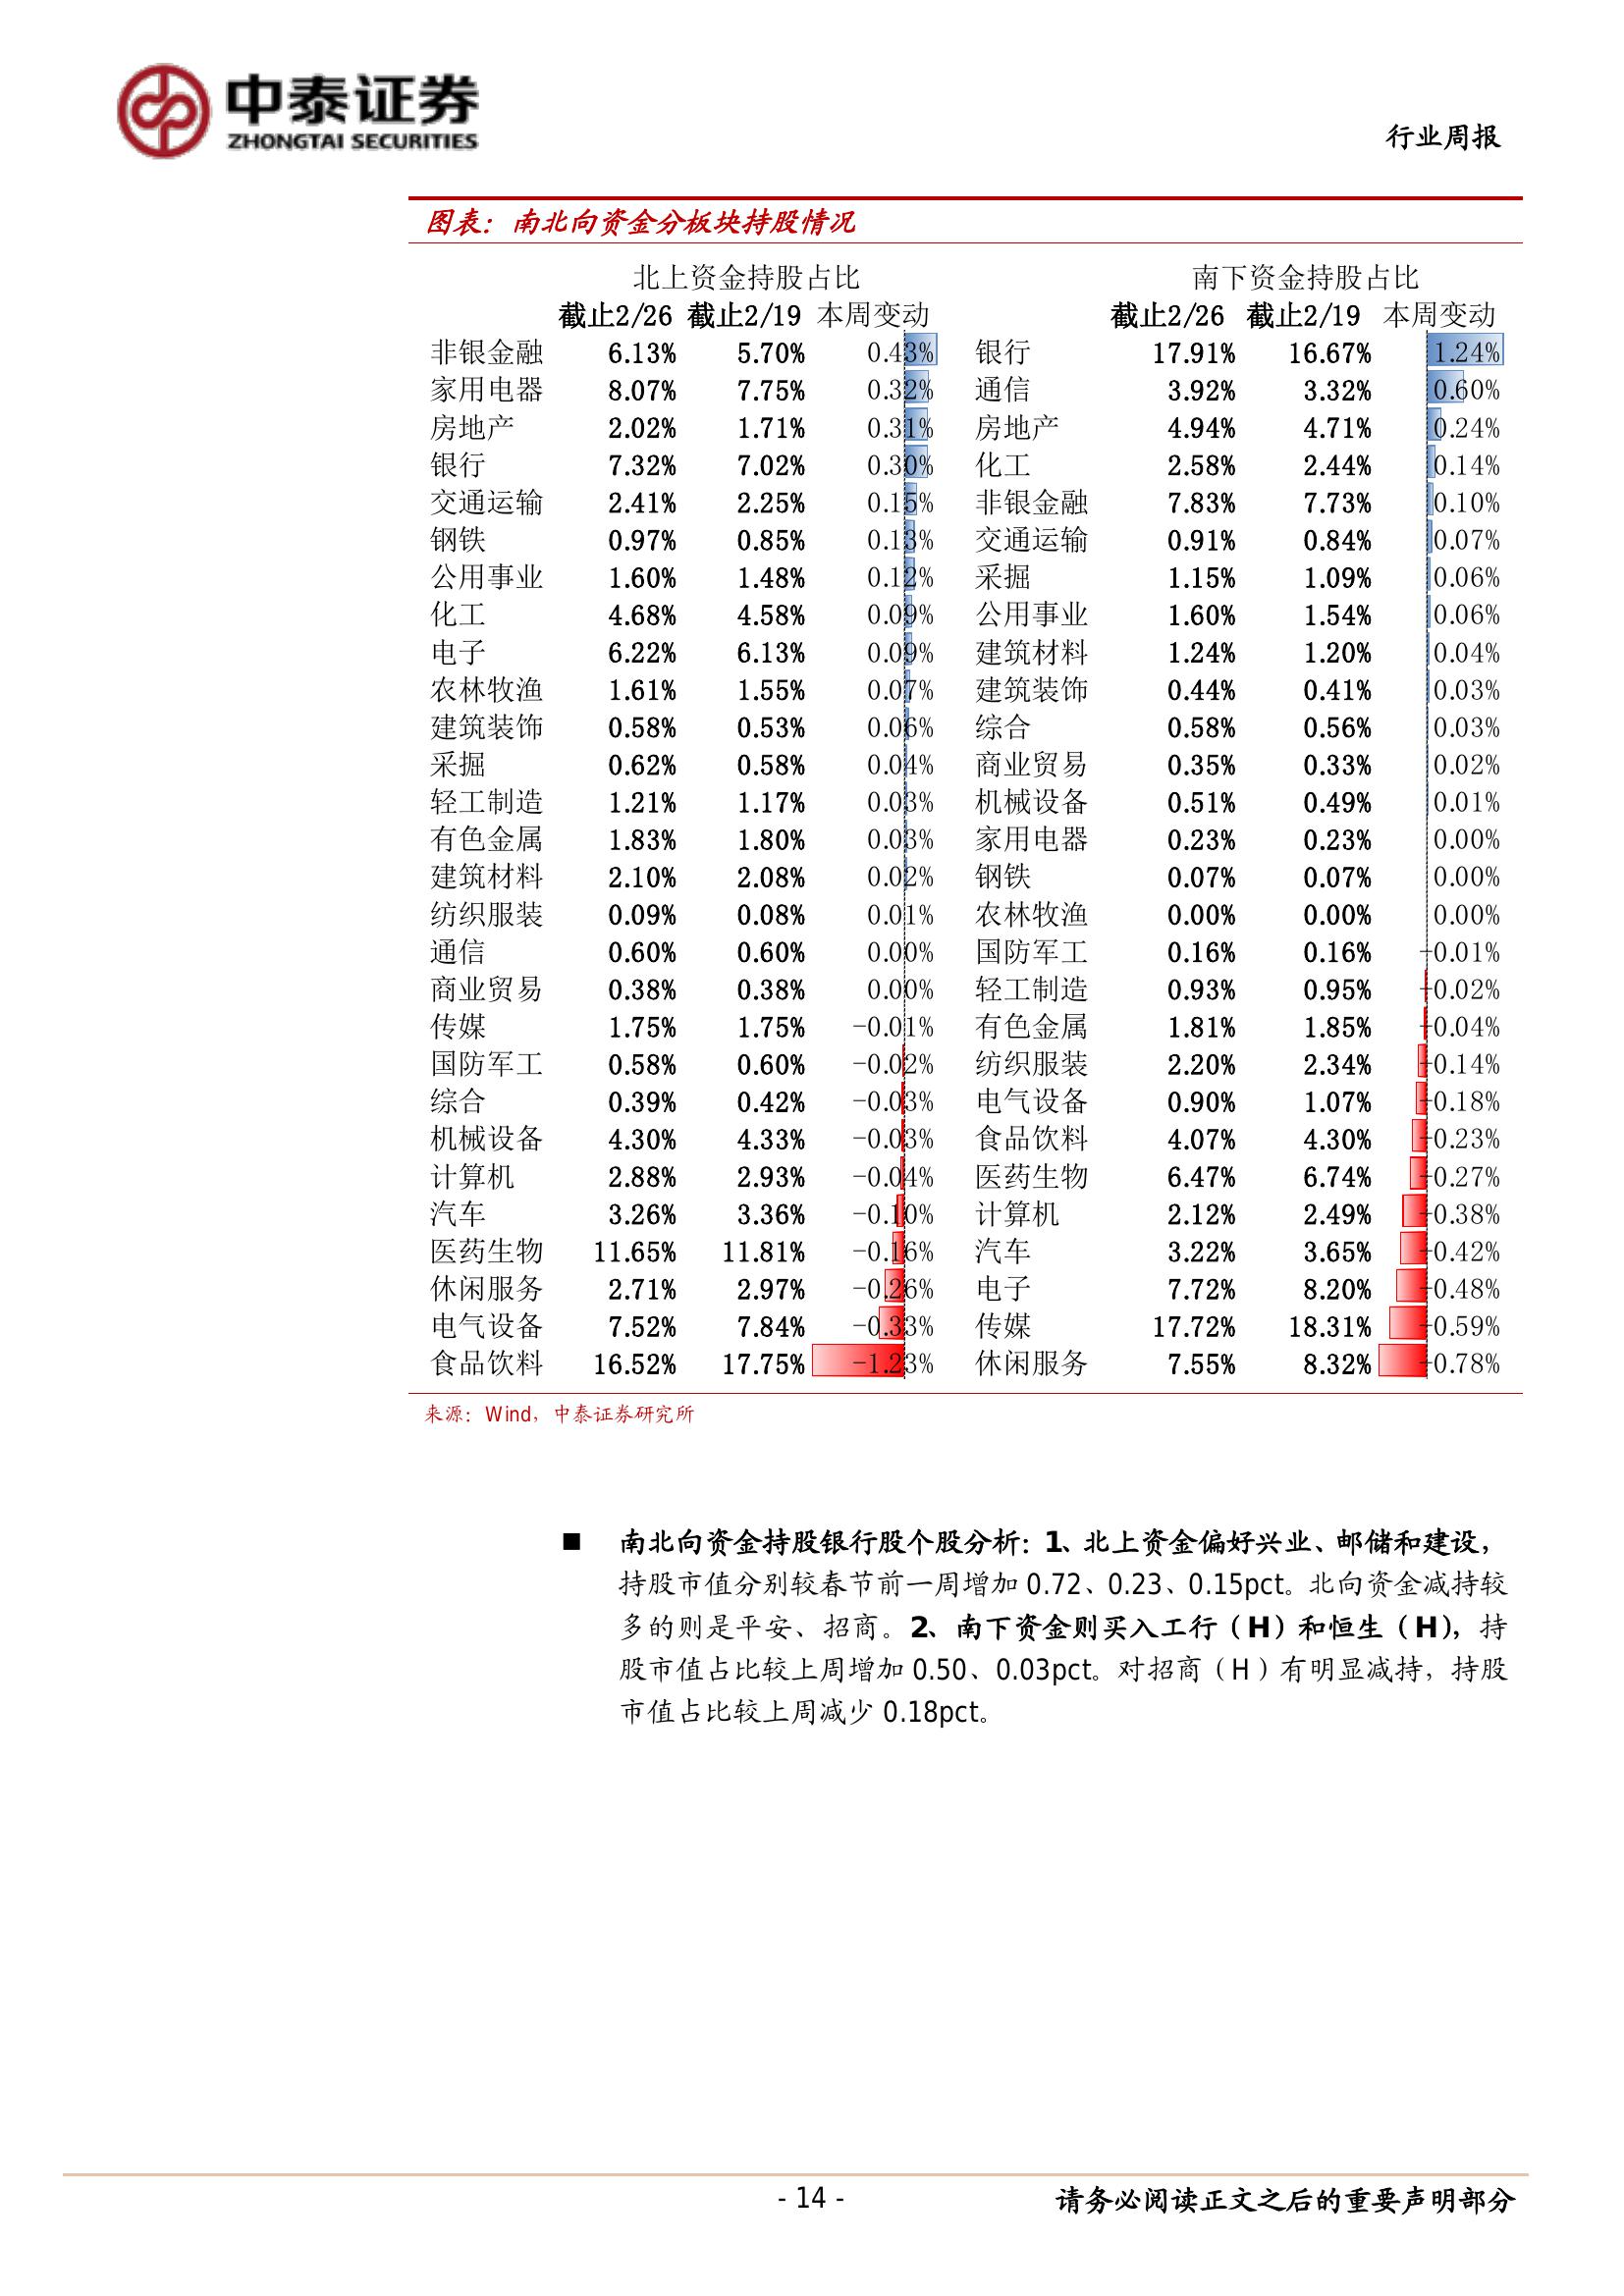 中泰证券
ZHONGTAI SECURITIES
行业周报
图表：南北向资金分板块持股情况
北上资金持股占比 南下资金持股占比
截止2/26 截止2/19 本周变动 截止2/26 截止2/19 本周变动
非银金融 6.13% 5.70% 0.43% 银行 17.91% 16.67% 1.24%
家用电器 8.07% 7.75% 0.32% 通信 3.92% 3.32% 0.60%
房地产 2.02% 1.71% 0.31% 房地产 4.94% 4.71% 0.24%
银行 7.32% 7.02% 0.30% 化工 2.58% 2.44% 0.14%
交通运输 2.41% 2.25% 0.15% 非银金融 7.83% 7.73% 0.10%
钢铁 0.97% 0.85% 0.13% 交通运输 0.91% 0.84% 0.07%
公用事业 1.60% 1.48% 0.12% 采掘 1.15% 1.09% 0.06%
化工 4.68% 4.58% 0.09% 公用事业 1.60% 1.54% 0.06%
电子 6.22% 6.13% 0.09% 建筑材料 1.24% 1.20% 0.04%
农林牧渔 1.61% 1.55% 0.07% 建筑装饰 0.44% 0.41% 0.03%
建筑装饰 0.58% 0.53% 0.06% 综合 0.58% 0.56% 0.03%
采掘 0.62% 0.58% 0.04% 商业贸易 0.35% 0.33% 0.02%
轻工制造 1.21% 1.17% 0.03% 机械设备 0.51% 0.49% 0.01%
有色金属 1.83% 1.80% 0.03% 家用电器 0.23% 0.23% 0.00%
建筑材料 2.10% 2.08% 0.02% 钢铁 0.07% 0.07% 0.00%
纺织服装 0.09% 0.08% 0.01% 农林牧渔 0.00% 0.00% 0.00%
通信 0.60% 0.60% 0.00% 国防军工 0.16% 0.16% -0.01%
商业贸易 0.38% 0.38% 0.00% 轻工制造 0.93% 0.95% -0.02%
传媒 1.75% 1.75% -0.01% 有色金属 1.81% 1.85% -0.04%
国防军工 0.58% 0.60% -0.02% 纺织服装 2.20% 2.34% -0.14%
综合 0.39% 0.42% -0.03% 电气设备 0.90% 1.07% -0.18%
机械设备 4.30% 4.33% -0.03% 食品饮料 4.07% 4.30% -0.23%
计算机 2.88% 2.93% -0.04% 医药生物 6.47% 6.74% -0.27%
汽车 3.26% 3.36% -0.10% 计算机 2.12% 2.49% -0.38%
医药生物 11.65% 11.81% -0.16% 汽车 3.22% 3.65% -0.42%
休闲服务 2.71% 2.97% -0.26% 电子 7.72% 8.20% -0.48%
电气设备 7.52% 7.84% -0.33% 传媒 17.72% 18.31% -0.59%
食品饮料 16.52% 17.75% -1.23% 休闲服务 7.55% 8.32% -0.78%
来源：Wind，中泰证券研究所
■ 南北向资金持股银行股个股分析：1、北上资金偏好兴业、邮储和建设，
持股市值分别较春节前一周增加 0.72、0.23、0.15pct。北向资金减持较
多的则是平安、招商。2、南下资金则买入工行（H）和恒生（H），持
股市值占比较上周增加 0.50、0.03pct。对招商（H）有明显减持，持股
市值占比较上周减少 0.18pct。
- 14 -
请务必阅读正文之后的重要声明部分